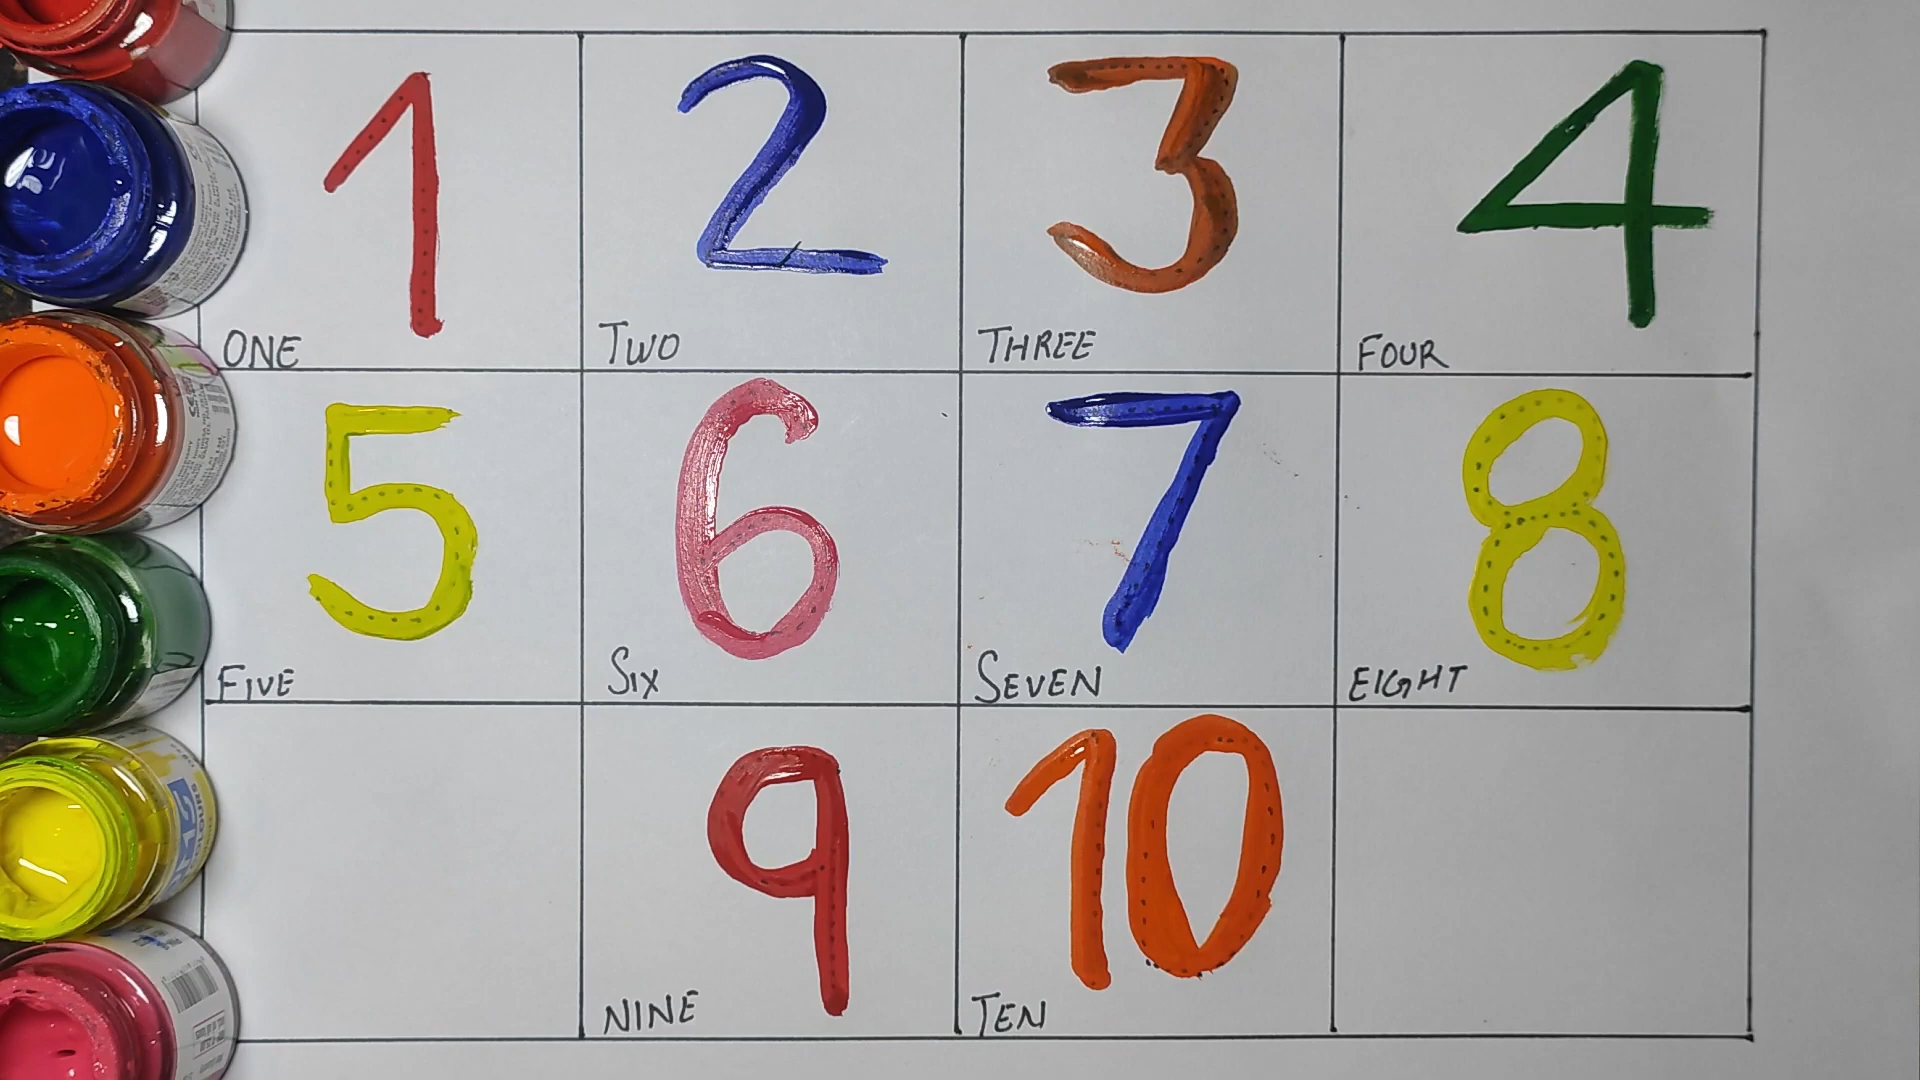 1 2 3 4
ONE TWO THREE FOUR
5 6 7 8
FIVE SIX SEVEN EIGHT
9 10
NINE TEN
COLOURS